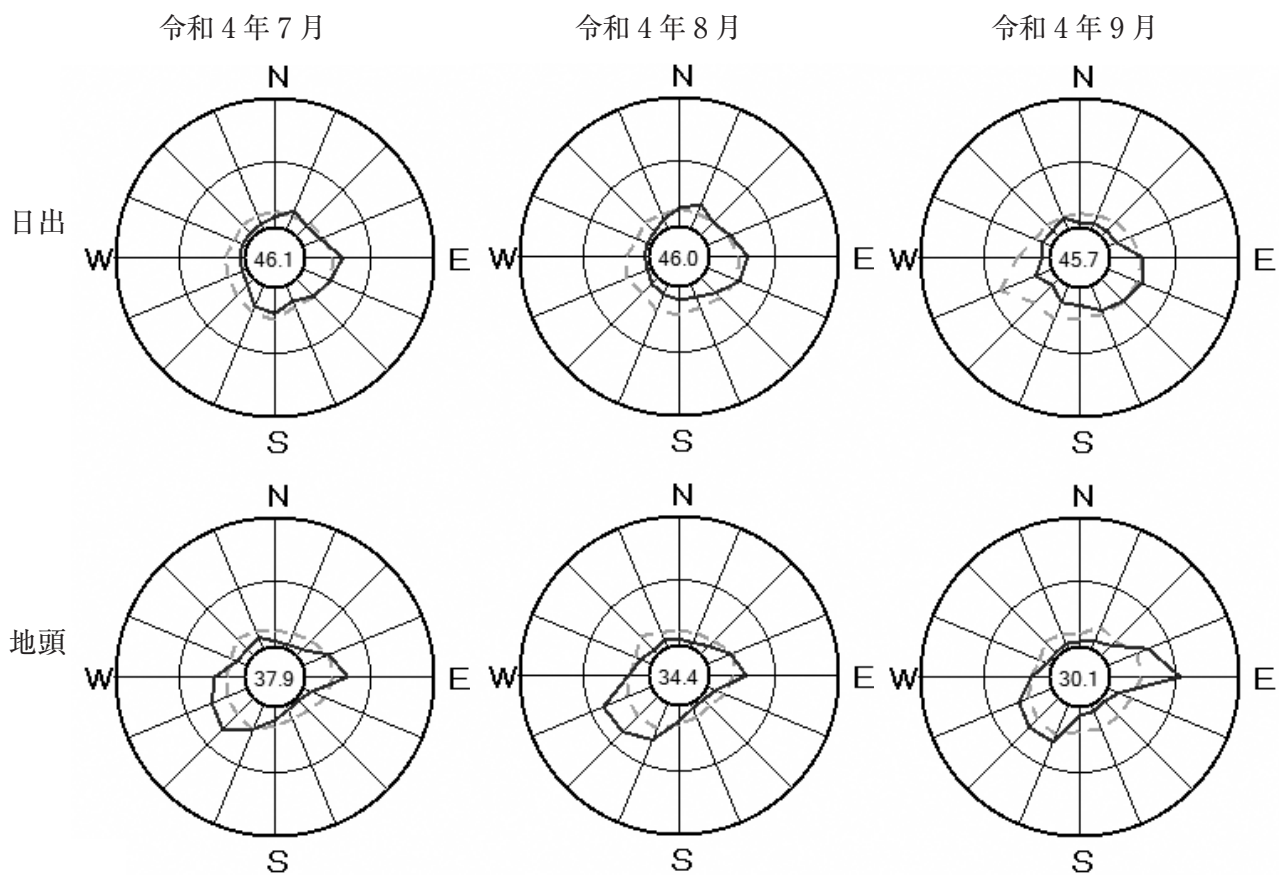 令和4年7月 令和4年8月 令和4年9月
N N N
日出 W 46.1 E W 46.0 E W 45.7 E
S S S
N N N
地頭 W 37.9 E W 34.4 E W 30.1 E
S S S